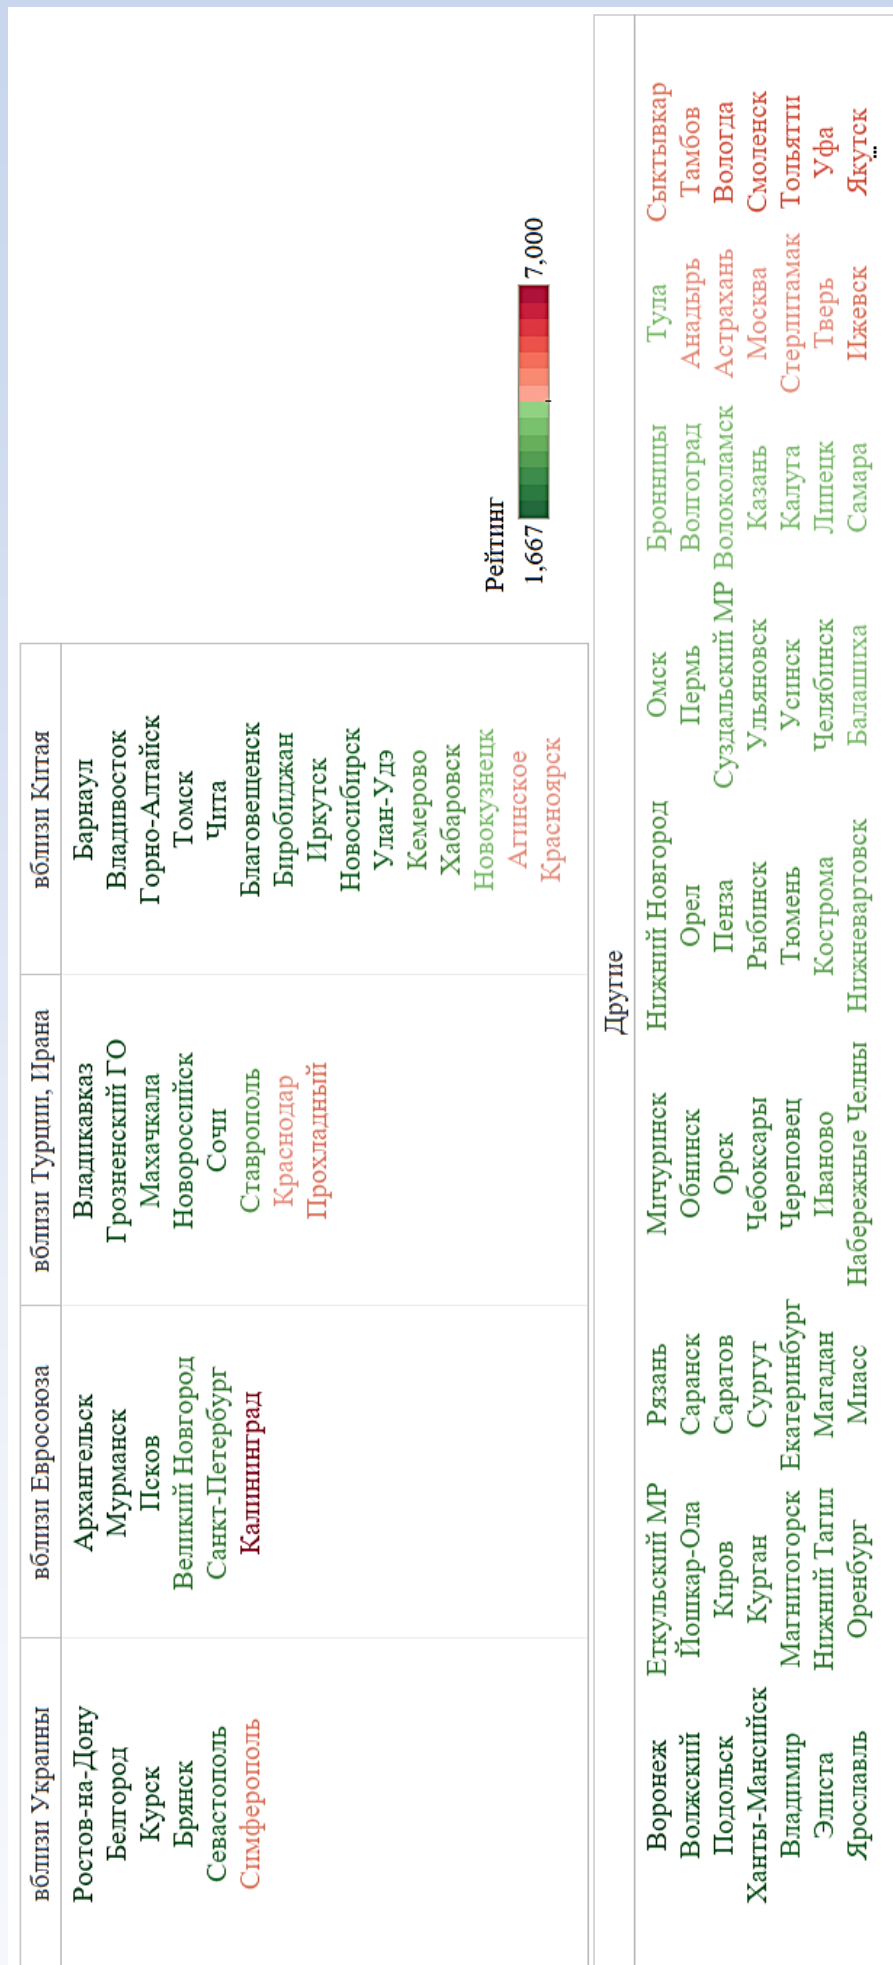 вблизи Украины
Ростов-на-Дону
Белгород
Курск
Брянск
Севастополь
Симферополь
вблизи Евросоюза
Архангельск
Мурманск
Псков
Великий Новгород
Санкт-Петербург
Калининград
вблизи Турции, Ирана
Владикавказ
Грозненский ГО
Махачкала
Новороссийск
Сочи
Ставрополь
Краснодар
Прохладный
вблизи Китая
Барнаул
Владивосток
Горно-Алтайск
Томск
Чита
Благовещенск
Биробиджан
Иркутск
Новосибирск
Улан-Удэ
Кемерово
Хабаровск
Новокузнецк
Агинское
Красноярск
Рейтинг
1,667 7,000
Другие
Воронеж
Волжский
Подольск
Ханты-Мансийск
Владимир
Элиста
Ярославль
Еткульский МР
Йошкар-Ола
Киров
Курган
Магнитогорск
Нижний Тагил
Оренбург
Рязань
Саранск
Саратов
Сургут
Екатеринбург
Магадан
Миасс
Мичуринск
Обнинск
Орск
Чебоксары
Череповец
Иваново
Набережные Челны
Нижний Новгород
Орел
Пенза
Рыбинск
Тюмень
Кострома
Нижневартовск
Омск
Пермь
Суздальский МР
Ульяновск
Усинск
Челябинск
Балашиха
Бронницы
Волгоград
Волоколамск
Казань
Калуга
Липецк
Самара
Тула
Анадырь
Астрахань
Москва
Стерлитамак
Тверь
Ижевск
Сыктывкар
Тамбов
Вологда
Смоленск
Тольятти
Уфа
Якутск
...